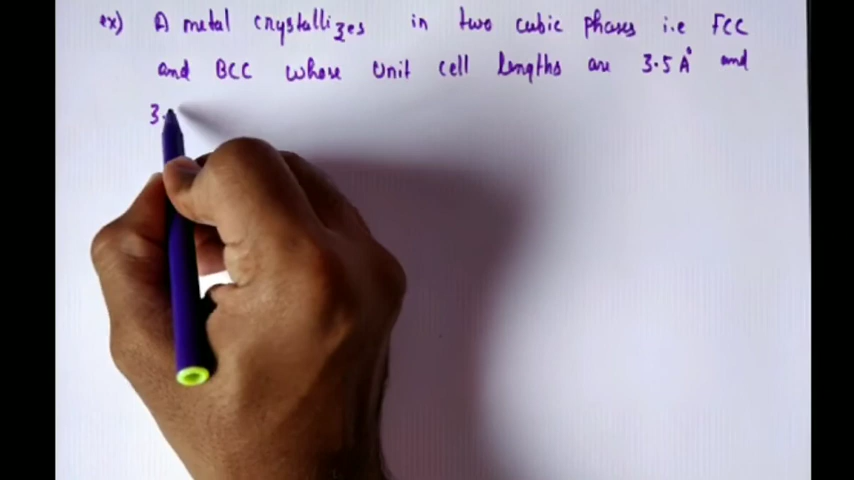 ex) A metal crystallizes in two cubic phases i.e FCC
and BCC whose unit cell lengths are 3.5 A° and
3.